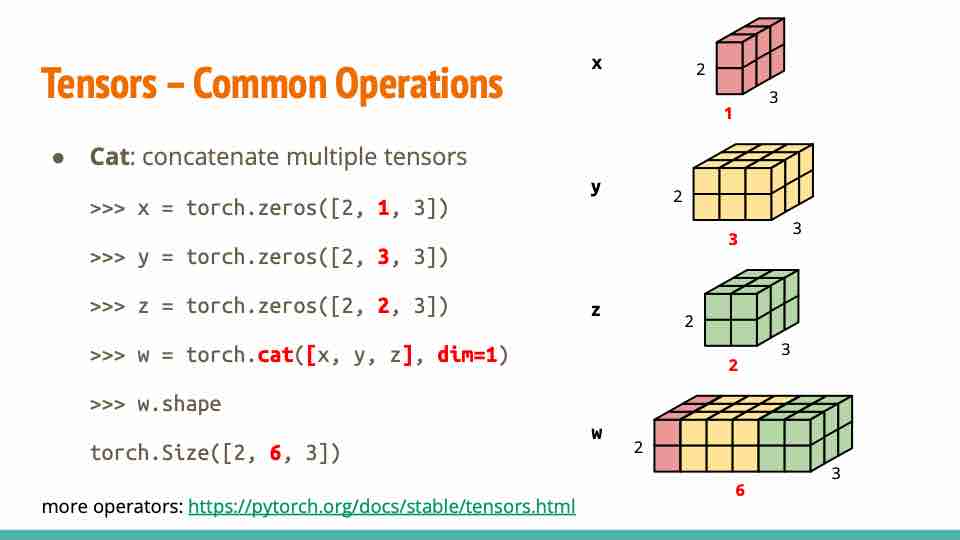 Tensors – Common Operations
● Cat: concatenate multiple tensors
>>> x = torch.zeros([2, 1, 3])
>>> y = torch.zeros([2, 3, 3])
>>> z = torch.zeros([2, 2, 3])
>>> w = torch.cat([x, y, z], dim=1)
>>> w.shape
torch.Size([2, 6, 3])
more operators: https://pytorch.org/docs/stable/tensors.html
x
2
3
1
y
2
3
3
z
2
3
2
w
2
3
6